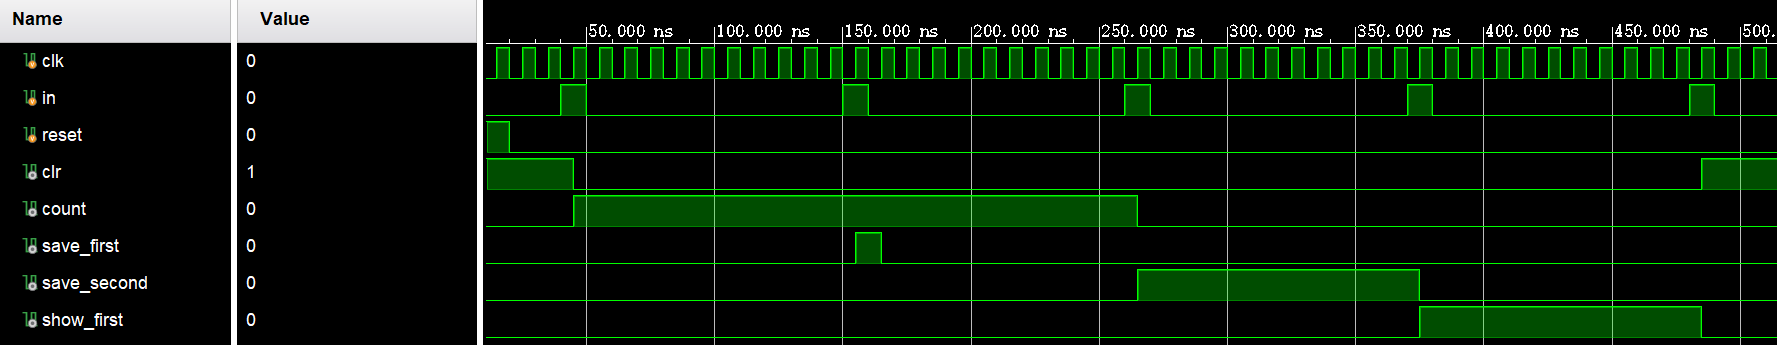 Name Value
50.000 ns 100.000 ns 150.000 ns 200.000 ns 250.000 ns 300.000 ns 350.000 ns 400.000 ns 450.000 ns 500.
clk 0
in 0
reset 0
clr 1
count 0
save_first 0
save_second 0
show_first 0